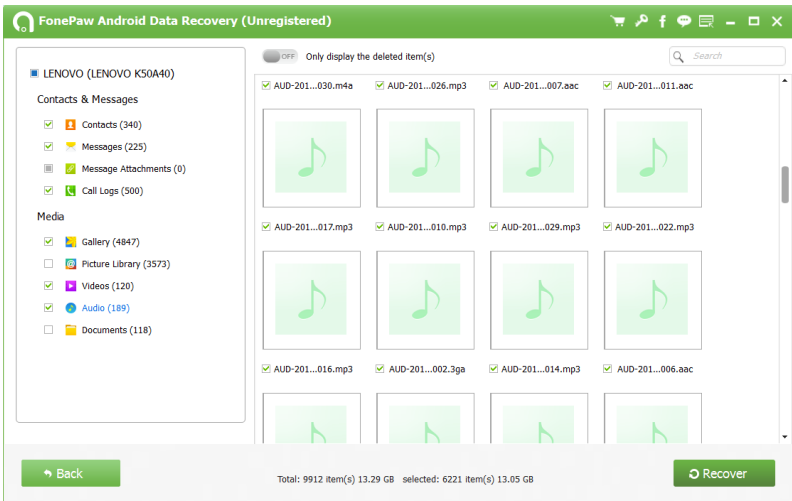 FonePaw Android Data Recovery (Unregistered)
OFF Only display the deleted item(s)
Search
LENOVO (LENOVO K50A40)
Contacts & Messages
Contacts (340)
Messages (225)
Message Attachments (0)
Call Logs (500)
Media
Gallery (4847)
Picture Library (3573)
Videos (120)
Audio (189)
Documents (118)
AUD-201...030.m4a AUD-201...026.mp3 AUD-201...007.aac AUD-201...011.aac
AUD-201...017.mp3 AUD-201...010.mp3 AUD-201...029.mp3 AUD-201...022.mp3
AUD-201...016.mp3 AUD-201...002.3ga AUD-201...014.mp3 AUD-201...006.aac
Back
Total: 9912 item(s) 13.29 GB selected: 6221 item(s) 13.05 GB
Recover